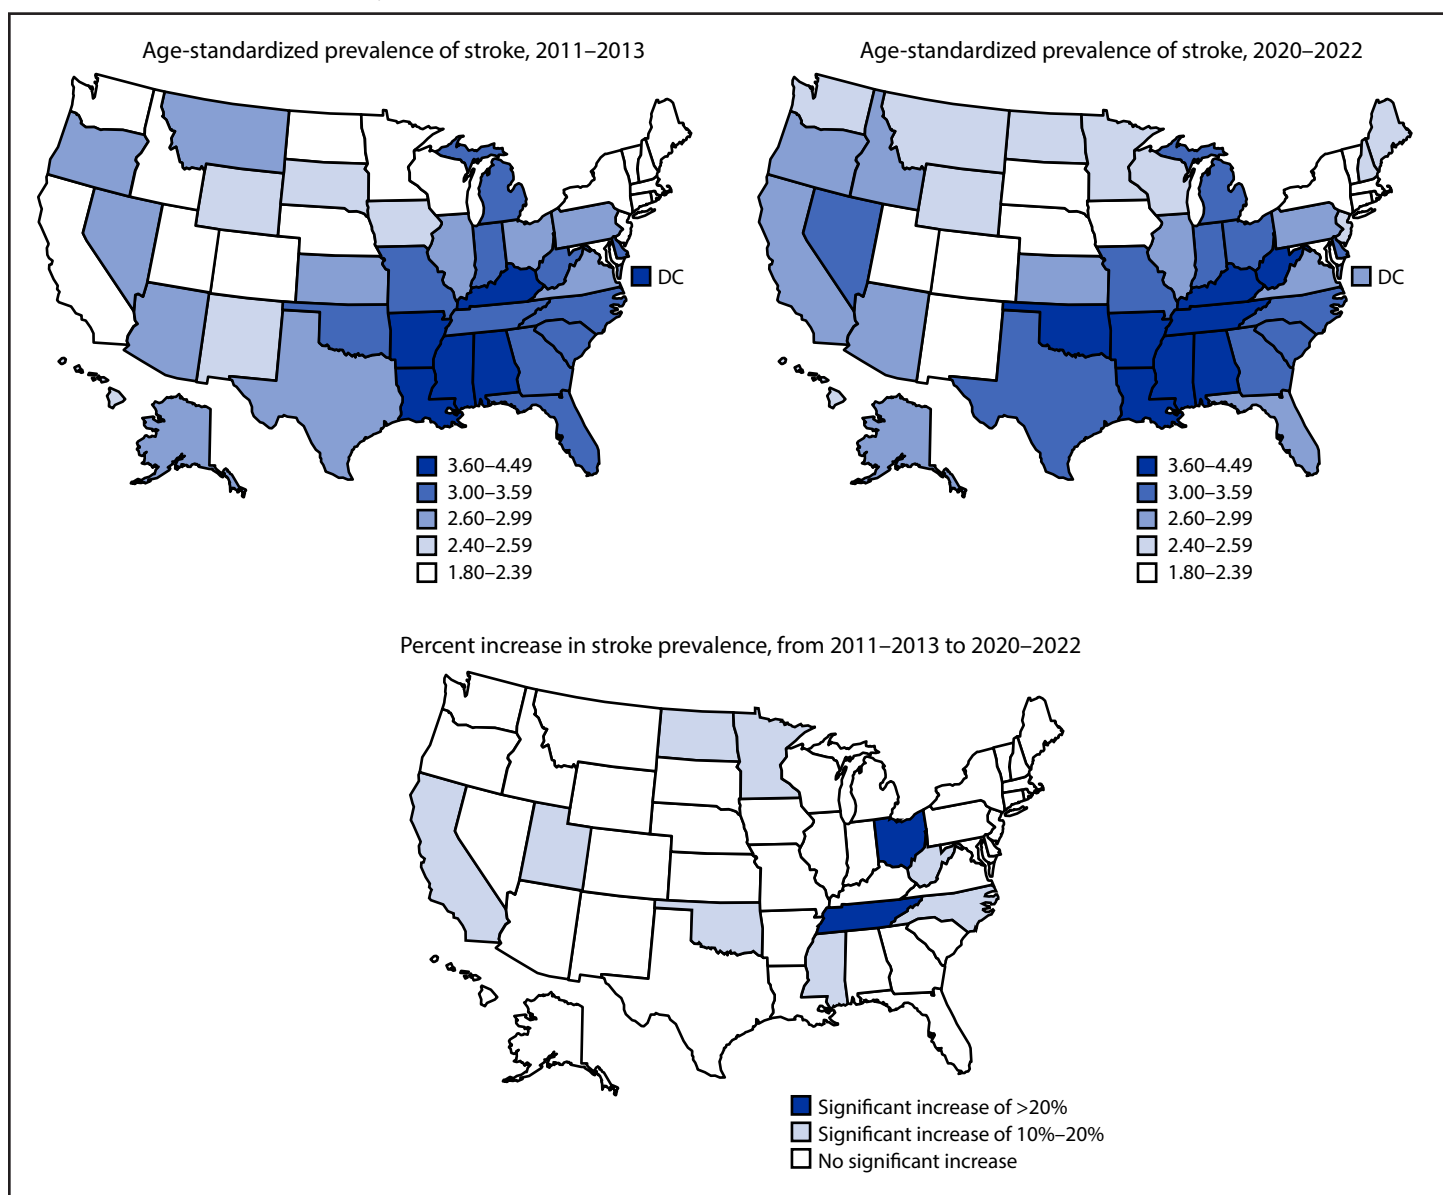 Age-standardized prevalence of stroke, 2011–2013
DC
3.60–4.49
3.00–3.59
2.60–2.99
2.40–2.59
1.80–2.39
Age-standardized prevalence of stroke, 2020–2022
DC
3.60–4.49
3.00–3.59
2.60–2.99
2.40–2.59
1.80–2.39
Percent increase in stroke prevalence, from 2011–2013 to 2020–2022
Significant increase of >20%
Significant increase of 10%–20%
No significant increase